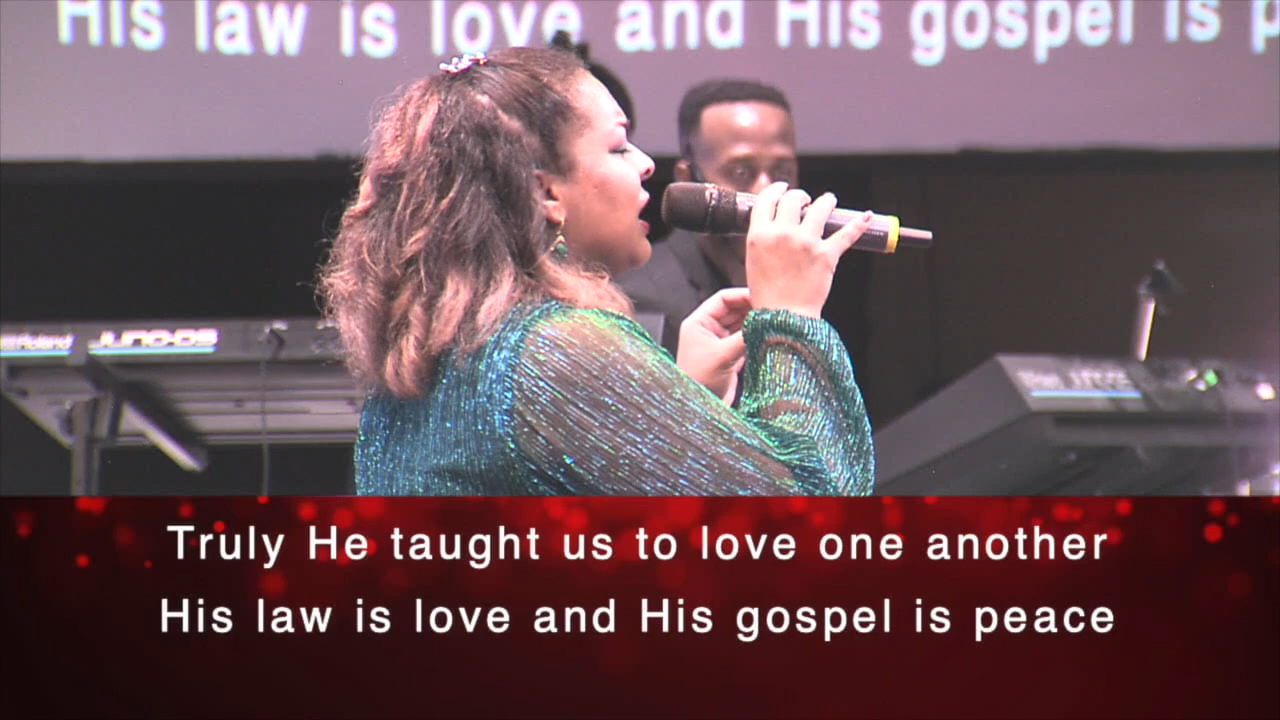 His law is love and His gospel is p
Roland JUNO-DS
Truly He taught us to love one another
His law is love and His gospel is peace